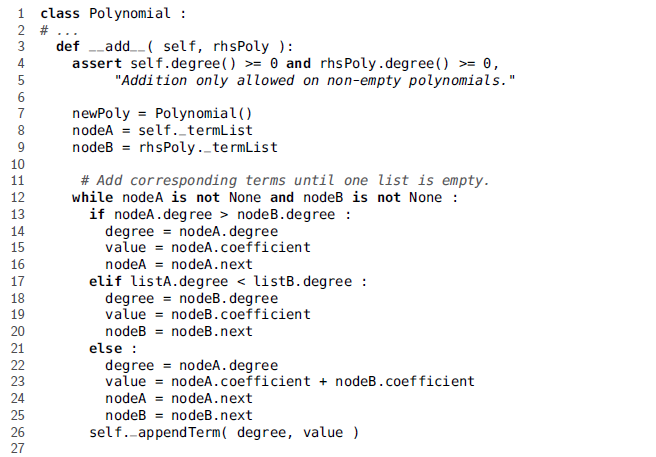 1 class Polynomial :
2 # ...
3   def __add__( self, rhsPoly ):
4     assert self.degree() >= 0 and rhsPoly.degree() >= 0,
5          "Addition only allowed on non-empty polynomials."
6
7     newPoly = Polynomial()
8     nodeA = self._termList
9     nodeB = rhsPoly._termList
10
11      # Add corresponding terms until one list is empty.
12     while nodeA is not None and nodeB is not None :
13       if nodeA.degree > nodeB.degree :
14         degree = nodeA.degree
15         value = nodeA.coefficient
16         nodeA = nodeA.next
17       elif listA.degree < listB.degree :
18         degree = nodeB.degree
19         value = nodeB.coefficient
20         nodeB = nodeB.next
21       else :
22         degree = nodeA.degree
23         value = nodeA.coefficient + nodeB.coefficient
24         nodeA = nodeA.next
25         nodeB = nodeB.next
26       self._appendTerm( degree, value )
27